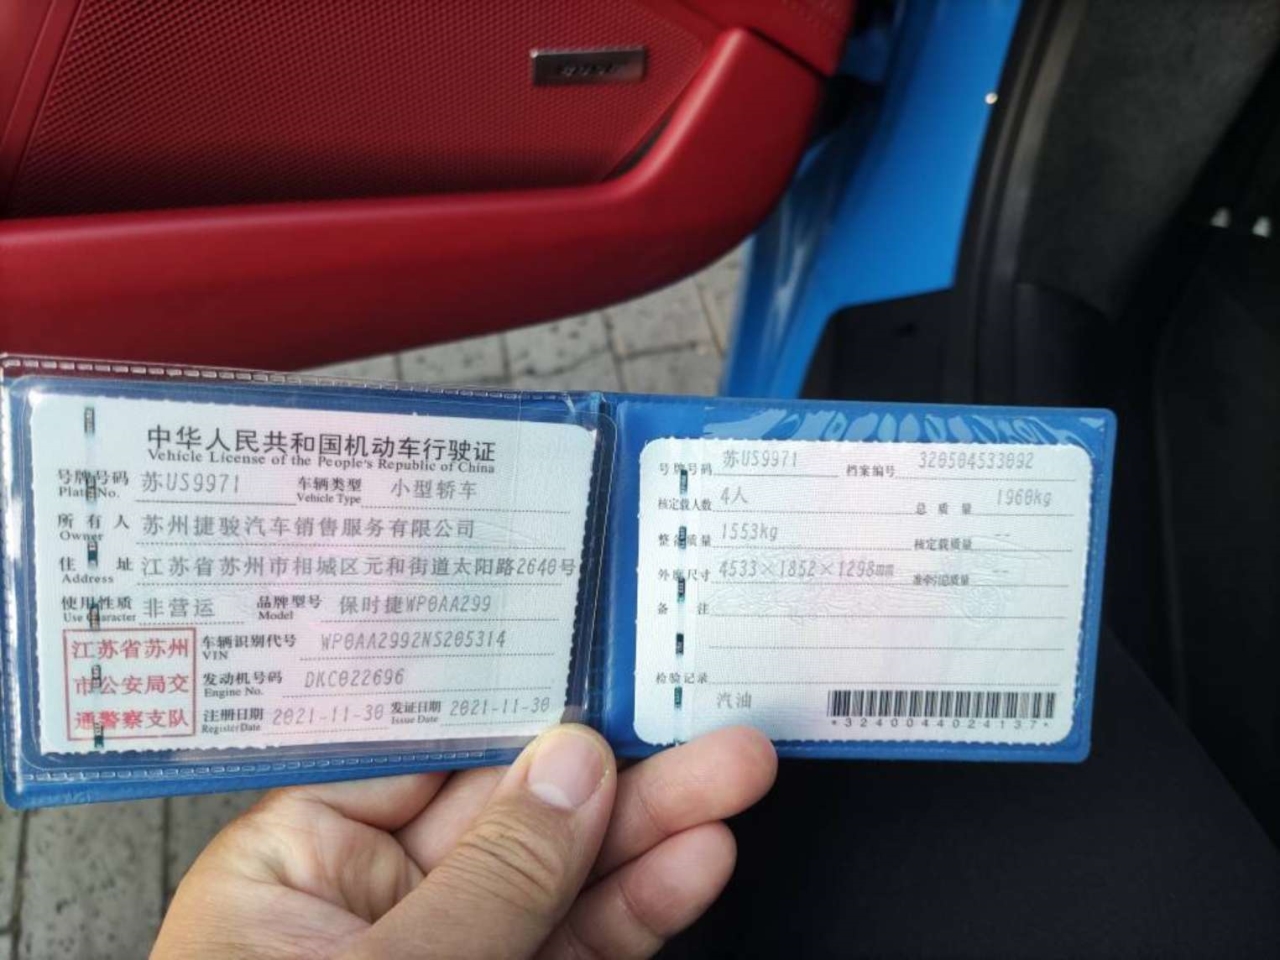 中华人民共和国机动车行驶证
Vehicle License of the People's Republic of China
号牌号码 苏US9971 车辆类型 小型轿车
Plate No. Vehicle Type
所有人 苏州捷骏汽车销售服务有限公司
Owner
住址 江苏省苏州市相城区元和街道太阳路2640号
Address
使用性质 非营运 品牌型号 保时捷WP0AA299
Use Character Model
江苏省苏州
市公安局交
通警察支队
车辆识别代号 WP0AA2992NS205314
VIN
发动机号码 DKC022696
Engine No.
注册日期 2021-11-30 发证日期 2021-11-30
Register Date Issue Date
号牌号码 苏US9971 档案编号 320504533092
核定载人数 4人 总质量 1960kg
整备质量 1553kg 核定载质量 --
外廓尺寸 4533×1852×1298mm 准牵引总质量 --
备注
检验记录
汽油
*3240044024137*